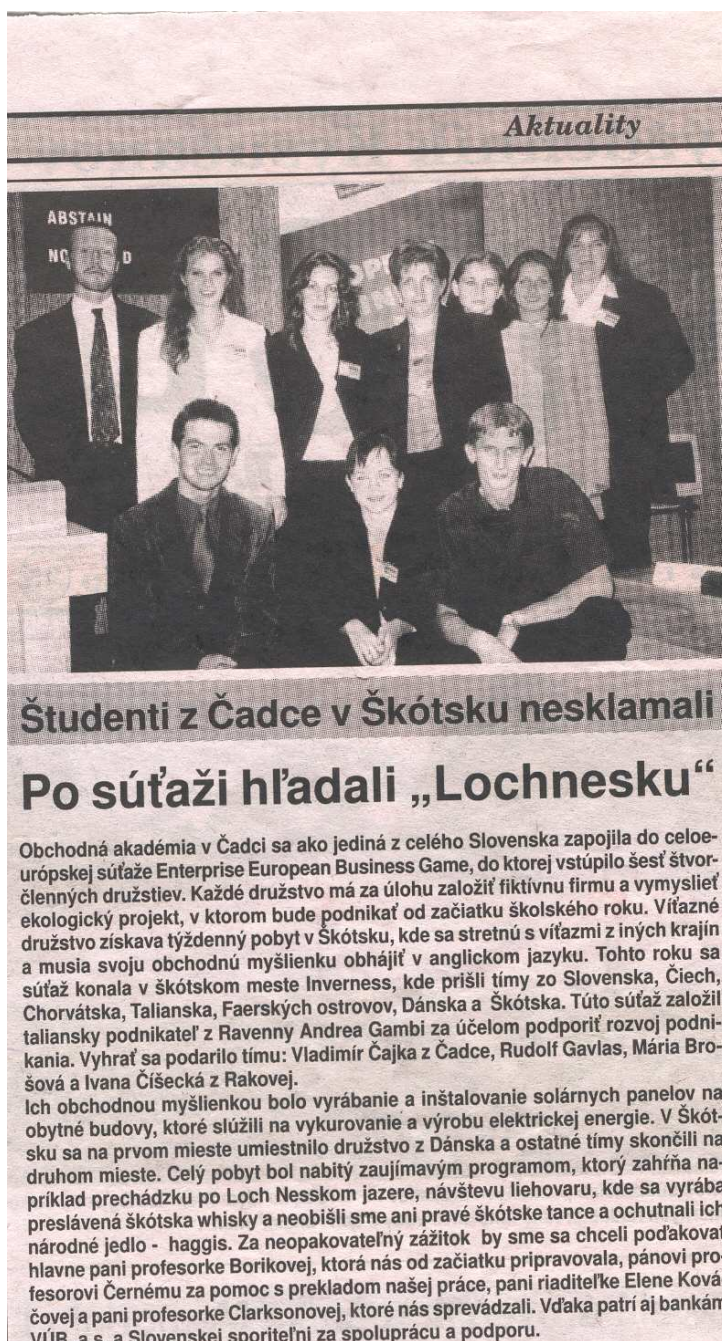 Aktuality
ABSTAIN
Študenti z Čadce v Škótsku nesklamali
Po súťaži hľadali „Lochnesku“
Obchodná akadémia v Čadci sa ako jediná z celého Slovenska zapojila do celoe-
urópskej súťaže Enterprise European Business Game, do ktorej vstúpilo šesť štvor-
členných družstiev. Každé družstvo má za úlohu založiť fiktívnu firmu a vymyslieť
ekologický projekt, v ktorom bude podnikať od začiatku školského roku. Víťazné
družstvo získava týždenný pobyt v Škótsku, kde sa stretnú s víťazmi z iných krajín
a musia svoju obchodnú myšlienku obhájiť v anglickom jazyku. Tohto roku sa
súťaž konala v škótskom meste Inverness, kde prišli tímy zo Slovenska, Čiech,
Chorvátska, Talianska, Faerských ostrovov, Dánska a Škótska. Túto súťaž založil
taliansky podnikateľ z Ravenny Andrea Gambi za účelom podporiť rozvoj podni-
kania. Vyhrať sa podarilo tímu: Vladimír Čajka z Čadce, Rudolf Gavlas, Mária Bro-
šová a Ivana Číšecká z Rakovej.
Ich obchodnou myšlienkou bolo vyrábanie a inštalovanie solárnych panelov na
obytné budovy, ktoré slúžili na vykurovanie a výrobu elektrickej energie. V Škót-
sku sa na prvom mieste umiestnilo družstvo z Dánska a ostatné tímy skončili na
druhom mieste. Celý pobyt bol nabitý zaujímavým programom, ktorý zahŕňa na-
príklad prechádzku po Loch Nesskom jazere, návštevu liehovaru, kde sa vyrába
preslávená škótska whisky a neobišli sme ani pravé škótske tance a ochutnali ich
národné jedlo - haggis. Za neopakovateľný zážitok by sme sa chceli poďakovať
hlavne pani profesorke Borikovej, ktorá nás od začiatku pripravovala, pánovi pro-
fesorovi Černému za pomoc s prekladom našej práce, pani riaditeľke Elene Ková-
čovej a pani profesorke Clarksonovej, ktoré nás sprevádzali. Vďaka patrí aj bankám
VÚB, a.s. a Slovenskej sporiteľni za spoluprácu a podporu.